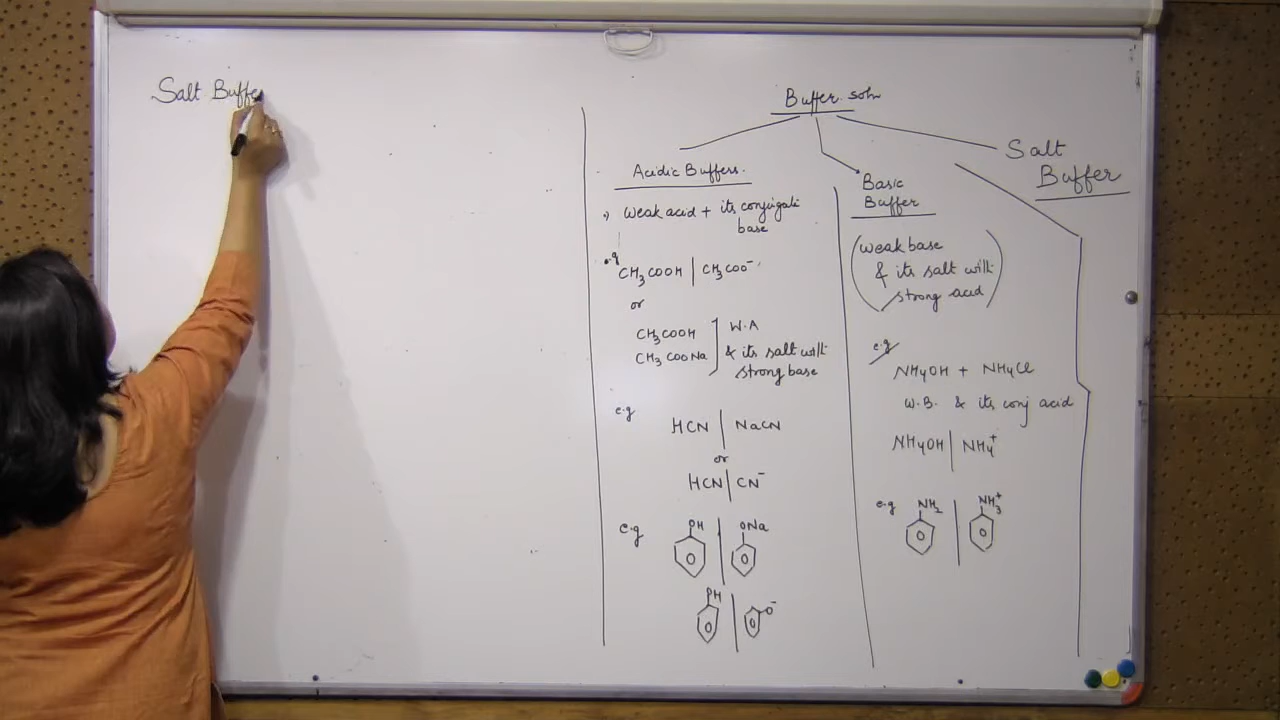 Salt Buffe
Buffer soln
Acidic Buffers.
Weak acid + its conjugate
base
e.g
CH3COOH | CH3COO-
or
CH3COOH
CH3COONa
W.A
& its salt with
strong base
e.g
HCN | NaCN
or
HCN | CN-
e.g
OH | ONa
OH | O-
Basic
Buffer
(Weak base
& its salt with
strong acid)
e.g
NH4OH + NH4Cl
W.B. & its conj acid
NH4OH | NH4+
e.g NH2 | NH3+
Salt
Buffer